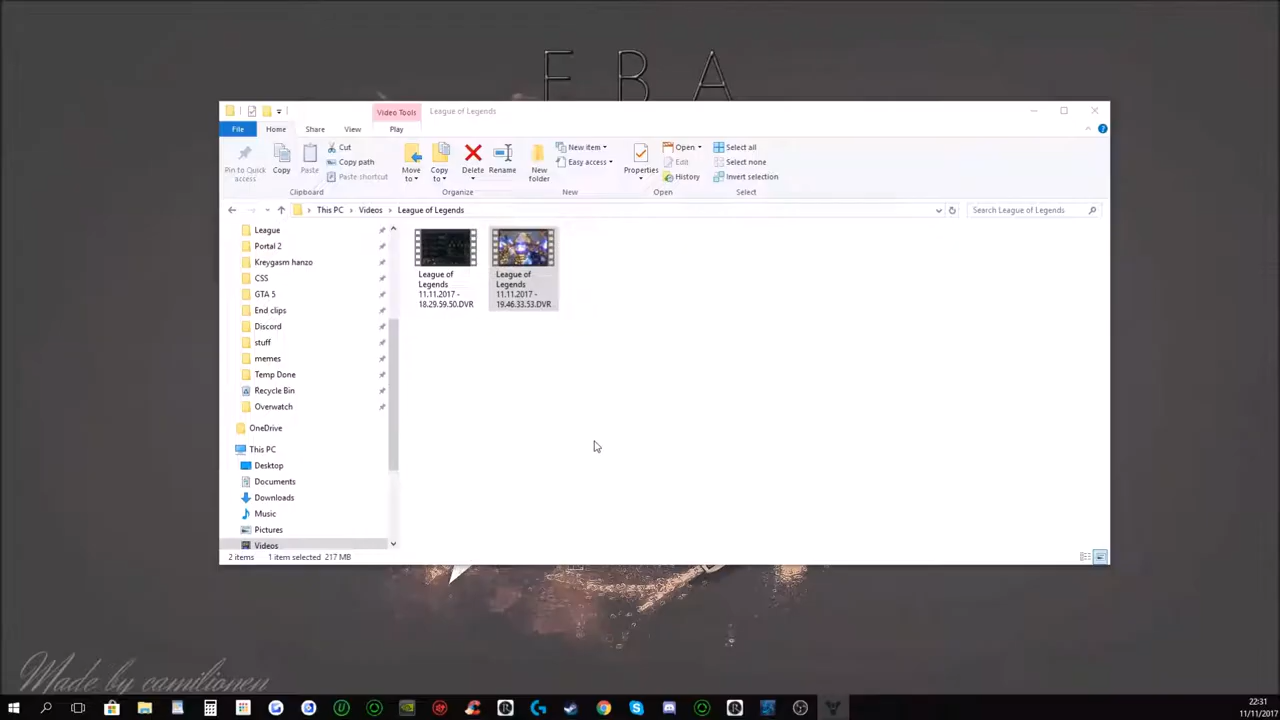 E B A
Video Tools
League of Legends
File
Home
Share
View
Play
Pin to Quick
access
Copy
Paste
Cut
Copy path
Paste shortcut
Clipboard
Move
to
Copy
to
Delete
Rename
Organize
New
folder
New item
Easy access
New
Properties
Open
Edit
History
Open
Select all
Select none
Invert selection
Select
This PC
Videos
League of Legends
Search League of Legends
League
Portal 2
Kreygasm hanzo
CSS
GTA 5
End clips
Discord
stuff
memes
Temp Done
Recycle Bin
Overwatch
OneDrive
This PC
Desktop
Documents
Downloads
Music
Pictures
Videos
League of
Legends
11.11.2017 -
18.29.59.50.DVR
League of
Legends
11.11.2017 -
19.46.33.53.DVR
2 items
1 item selected 217 MB
Made by camilionen
22:31
11/11/2017